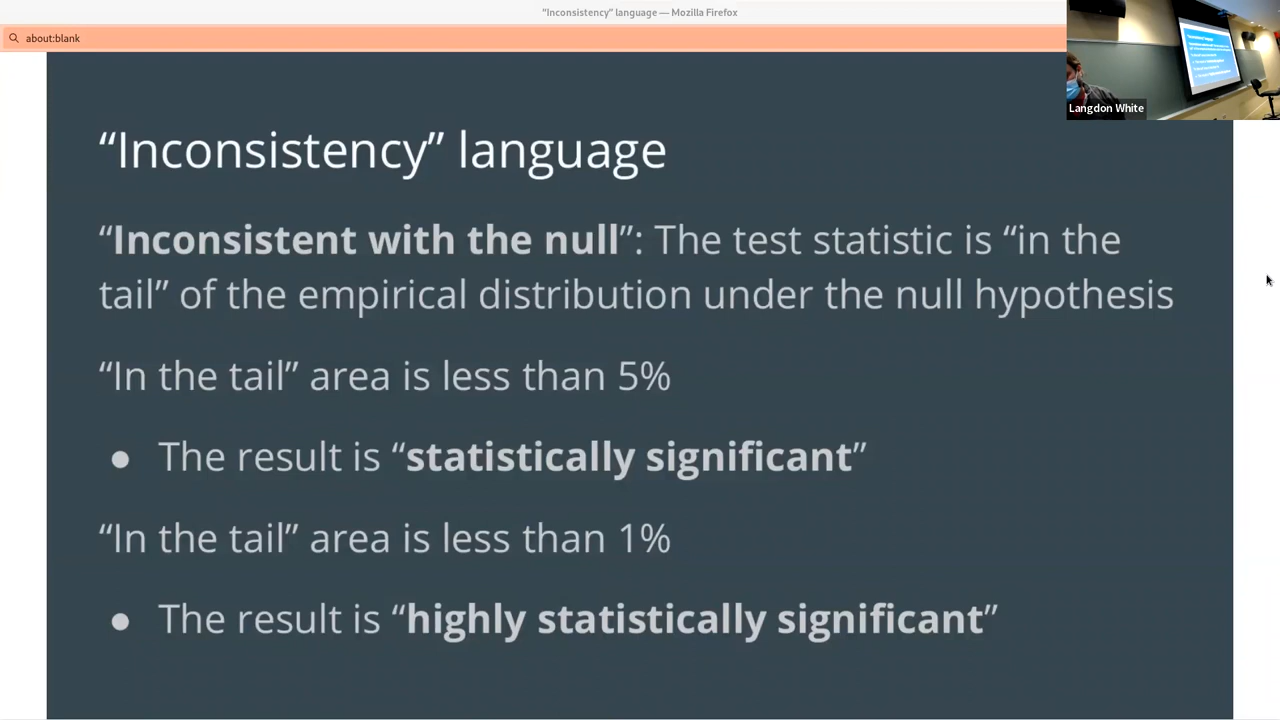 "Inconsistency" language — Mozilla Firefox
about:blank
Langdon White
“Inconsistency” language
“Inconsistent with the null”: The test statistic is “in the
tail” of the empirical distribution under the null hypothesis
“In the tail” area is less than 5%
● The result is “statistically significant”
“In the tail” area is less than 1%
● The result is “highly statistically significant”